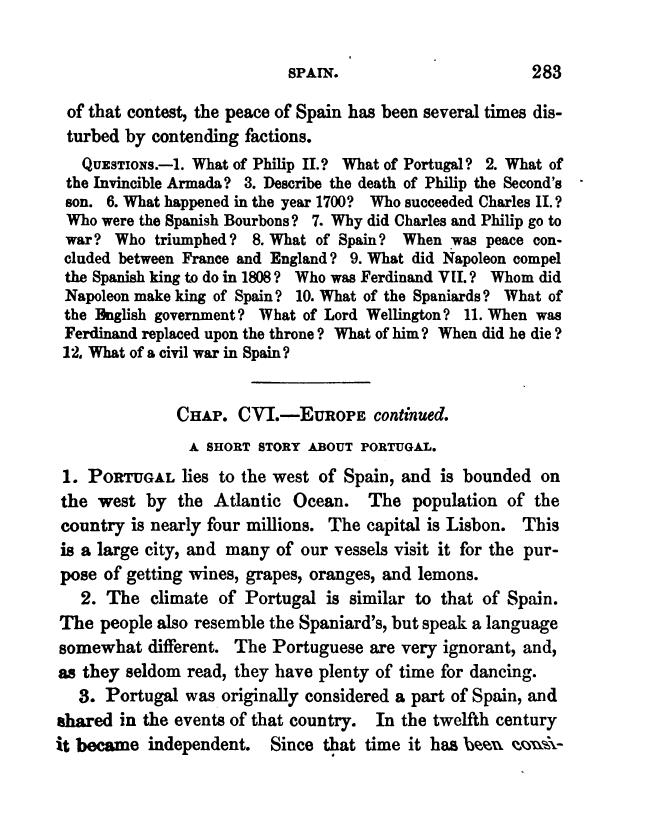 SPAIN. 283
of that contest, the peace of Spain has been several times dis-
turbed by contending factions.
QUESTIONS.—1. What of Philip II.? What of Portugal? 2. What of
the Invincible Armada? 3. Describe the death of Philip the Second's
son. 6. What happened in the year 1700? Who succeeded Charles II.?
Who were the Spanish Bourbons? 7. Why did Charles and Philip go to
war? Who triumphed? 8. What of Spain? When was peace con-
cluded between France and England? 9. What did Napoleon compel
the Spanish king to do in 1808? Who was Ferdinand VII.? Whom did
Napoleon make king of Spain? 10. What of the Spaniards? What of
the English government? What of Lord Wellington? 11. When was
Ferdinand replaced upon the throne? What of him? When did he die?
12. What of a civil war in Spain?
CHAP. CVI.—EUROPE continued.
A SHORT STORY ABOUT PORTUGAL.
1. PORTUGAL lies to the west of Spain, and is bounded on
the west by the Atlantic Ocean. The population of the
country is nearly four millions. The capital is Lisbon. This
is a large city, and many of our vessels visit it for the pur-
pose of getting wines, grapes, oranges, and lemons.
2. The climate of Portugal is similar to that of Spain.
The people also resemble the Spaniard's, but speak a language
somewhat different. The Portuguese are very ignorant, and,
as they seldom read, they have plenty of time for dancing.
3. Portugal was originally considered a part of Spain, and
shared in the events of that country. In the twelfth century
it became independent. Since that time it has been consi-